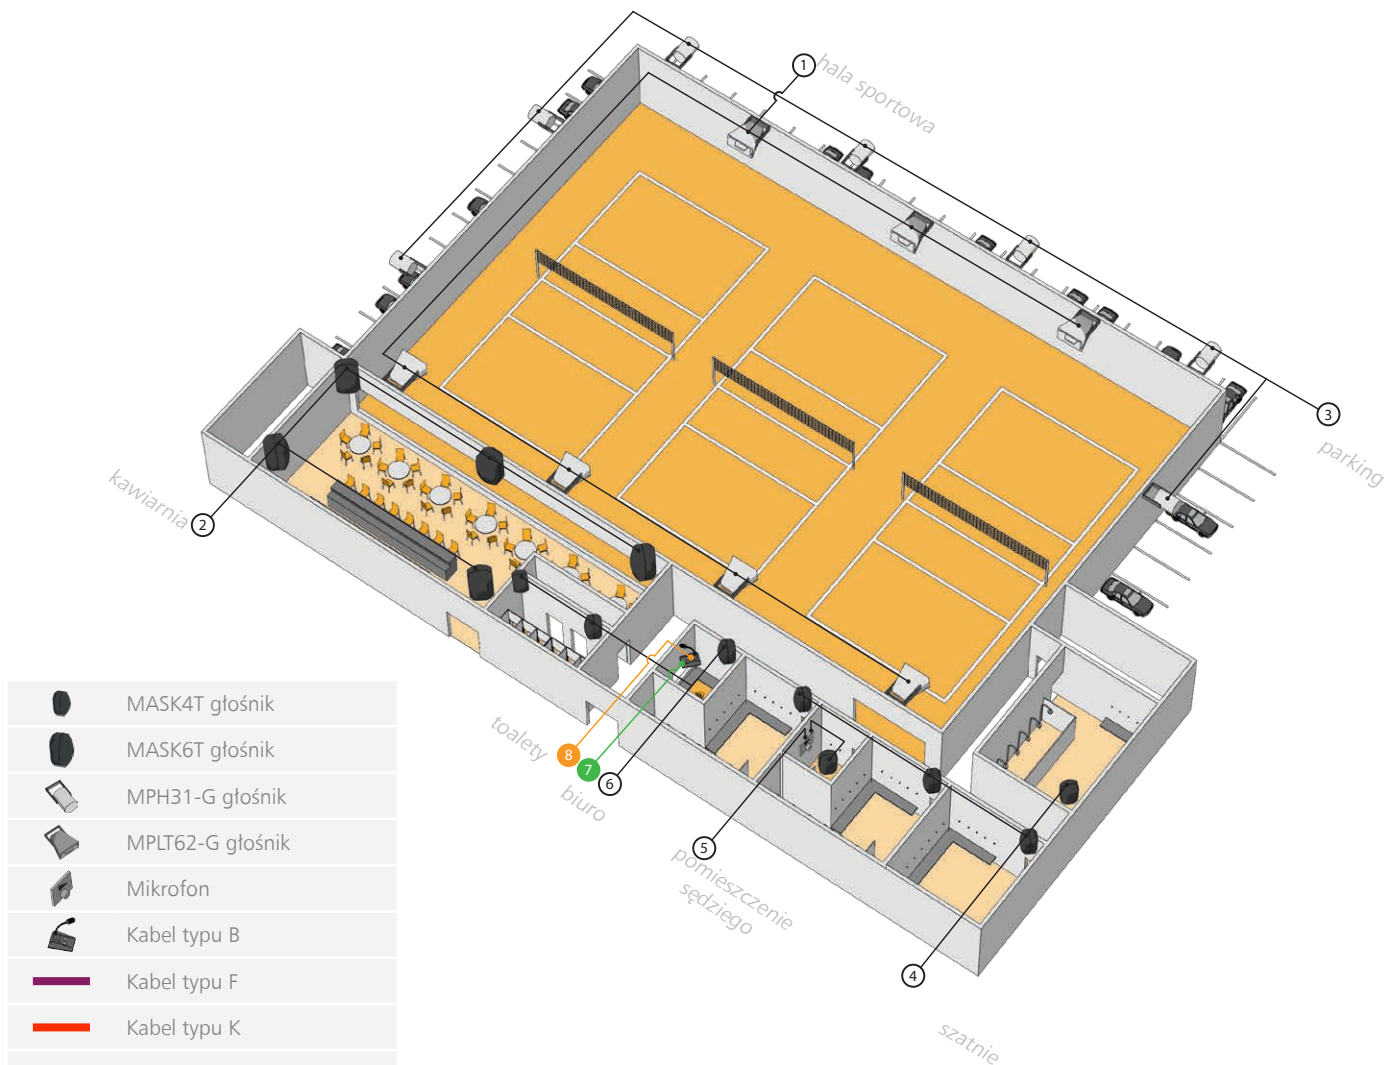 1
hala sportowa
3
parking
kawiarnia
2
toalety
8
7
6
biuro
5
pomieszczenie
sędziego
4
szatnie
MASK4T głośnik
MASK6T głośnik
MPH31-G głośnik
MPLT62-G głośnik
Mikrofon
Kabel typu B
Kabel typu F
Kabel typu K